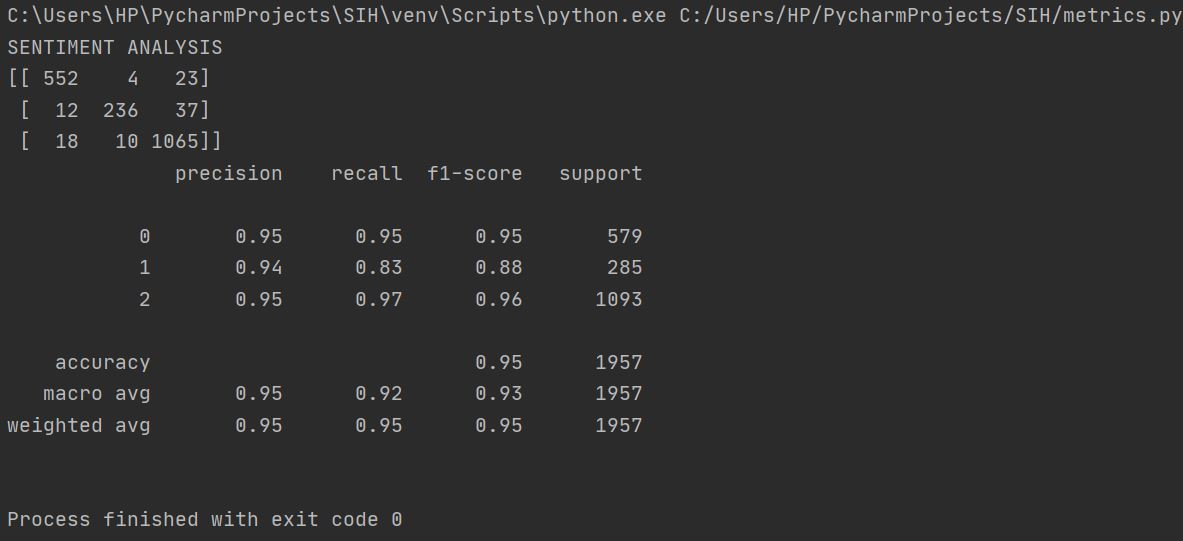 C:\Users\HP\PycharmProjects\SIH\venv\Scripts\python.exe C:/Users/HP/PycharmProjects/SIH/metrics.py
SENTIMENT ANALYSIS
[[ 552    4   23]
 [  12  236   37]
 [  18   10 1065]]
              precision    recall  f1-score   support
           0       0.95      0.95      0.95       579
           1       0.94      0.83      0.88       285
           2       0.95      0.97      0.96      1093
    accuracy                           0.95      1957
   macro avg       0.95      0.92      0.93      1957
weighted avg       0.95      0.95      0.95      1957
Process finished with exit code 0